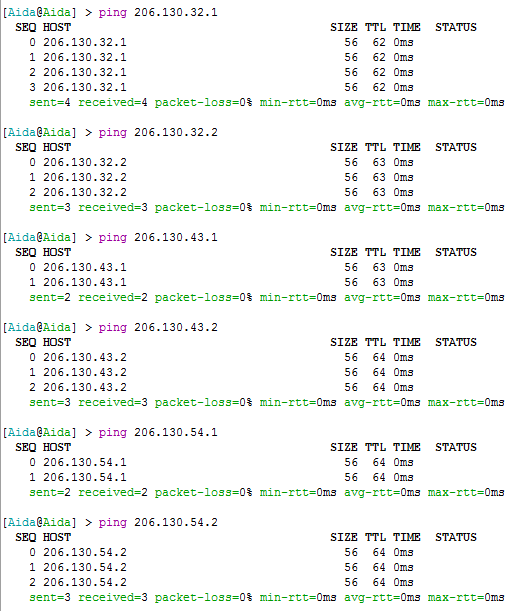 [Aida@Aida] > ping 206.130.32.1
SEQ HOST SIZE TTL TIME STATUS
0 206.130.32.1 56 62 0ms
1 206.130.32.1 56 62 0ms
2 206.130.32.1 56 62 0ms
3 206.130.32.1 56 62 0ms
sent=4 received=4 packet-loss=0% min-rtt=0ms avg-rtt=0ms max-rtt=0ms
[Aida@Aida] > ping 206.130.32.2
SEQ HOST SIZE TTL TIME STATUS
0 206.130.32.2 56 63 0ms
1 206.130.32.2 56 63 0ms
2 206.130.32.2 56 63 0ms
sent=3 received=3 packet-loss=0% min-rtt=0ms avg-rtt=0ms max-rtt=0ms
[Aida@Aida] > ping 206.130.43.1
SEQ HOST SIZE TTL TIME STATUS
0 206.130.43.1 56 63 0ms
1 206.130.43.1 56 63 0ms
sent=2 received=2 packet-loss=0% min-rtt=0ms avg-rtt=0ms max-rtt=0ms
[Aida@Aida] > ping 206.130.43.2
SEQ HOST SIZE TTL TIME STATUS
0 206.130.43.2 56 64 0ms
1 206.130.43.2 56 64 0ms
2 206.130.43.2 56 64 0ms
sent=3 received=3 packet-loss=0% min-rtt=0ms avg-rtt=0ms max-rtt=0ms
[Aida@Aida] > ping 206.130.54.1
SEQ HOST SIZE TTL TIME STATUS
0 206.130.54.1 56 64 0ms
1 206.130.54.1 56 64 0ms
sent=2 received=2 packet-loss=0% min-rtt=0ms avg-rtt=0ms max-rtt=0ms
[Aida@Aida] > ping 206.130.54.2
SEQ HOST SIZE TTL TIME STATUS
0 206.130.54.2 56 64 0ms
1 206.130.54.2 56 64 0ms
2 206.130.54.2 56 64 0ms
sent=3 received=3 packet-loss=0% min-rtt=0ms avg-rtt=0ms max-rtt=0ms